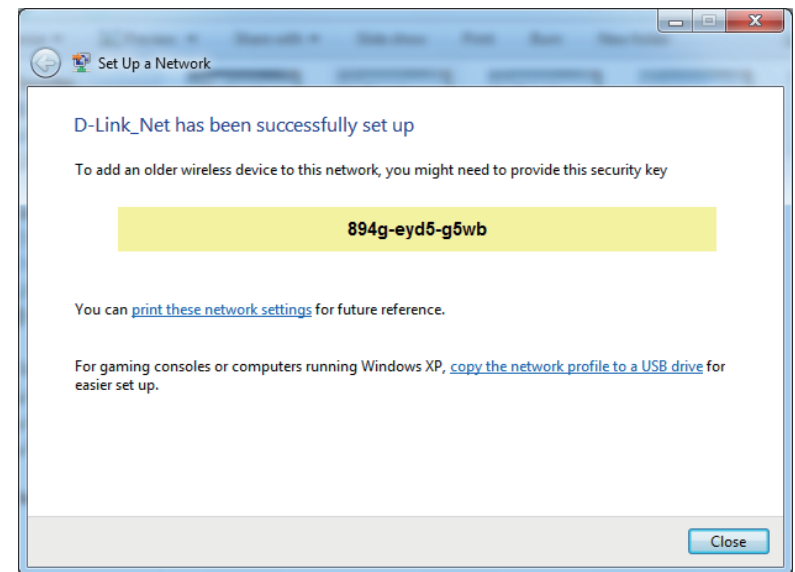 Set Up a Network
D-Link_Net has been successfully set up
To add an older wireless device to this network, you might need to provide this security key
894g-eyd5-g5wb
You can print these network settings for future reference.
For gaming consoles or computers running Windows XP, copy the network profile to a USB drive for
easier set up.
Close